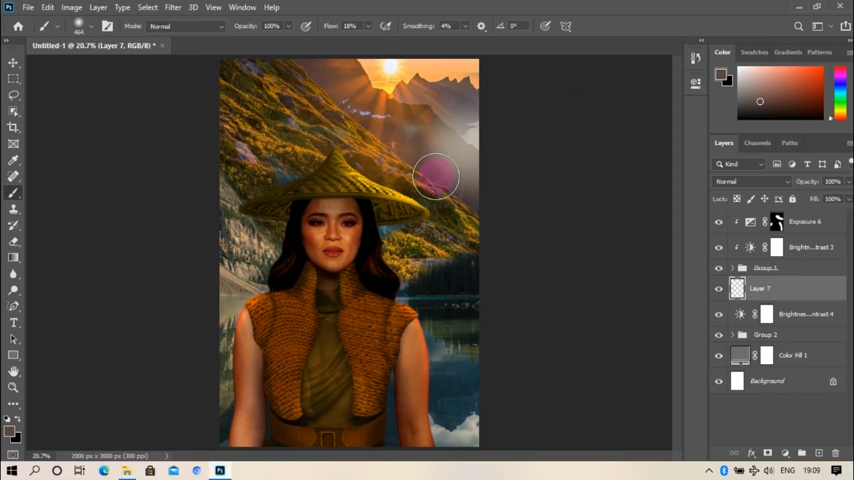 File Edit Image Layer Type Select Filter 3D View Window Help
464 Mode: Normal Opacity: 100% Flow: 18% Smoothing: 4% 0°
Untitled-1 @ 20.7% (Layer 7, RGB/8) *
Color Swatches Gradients Patterns
Layers Channels Paths
Kind
Normal Opacity: 100%
Lock: Fill: 100%
Exposure 6
Brightn...ntrast 3
Group 1
Layer 7
Brightnes...ntrast 4
Group 2
Color Fill 1
Background
20.7% 2000 px x 3000 px (300 ppi)
ENG 19:09